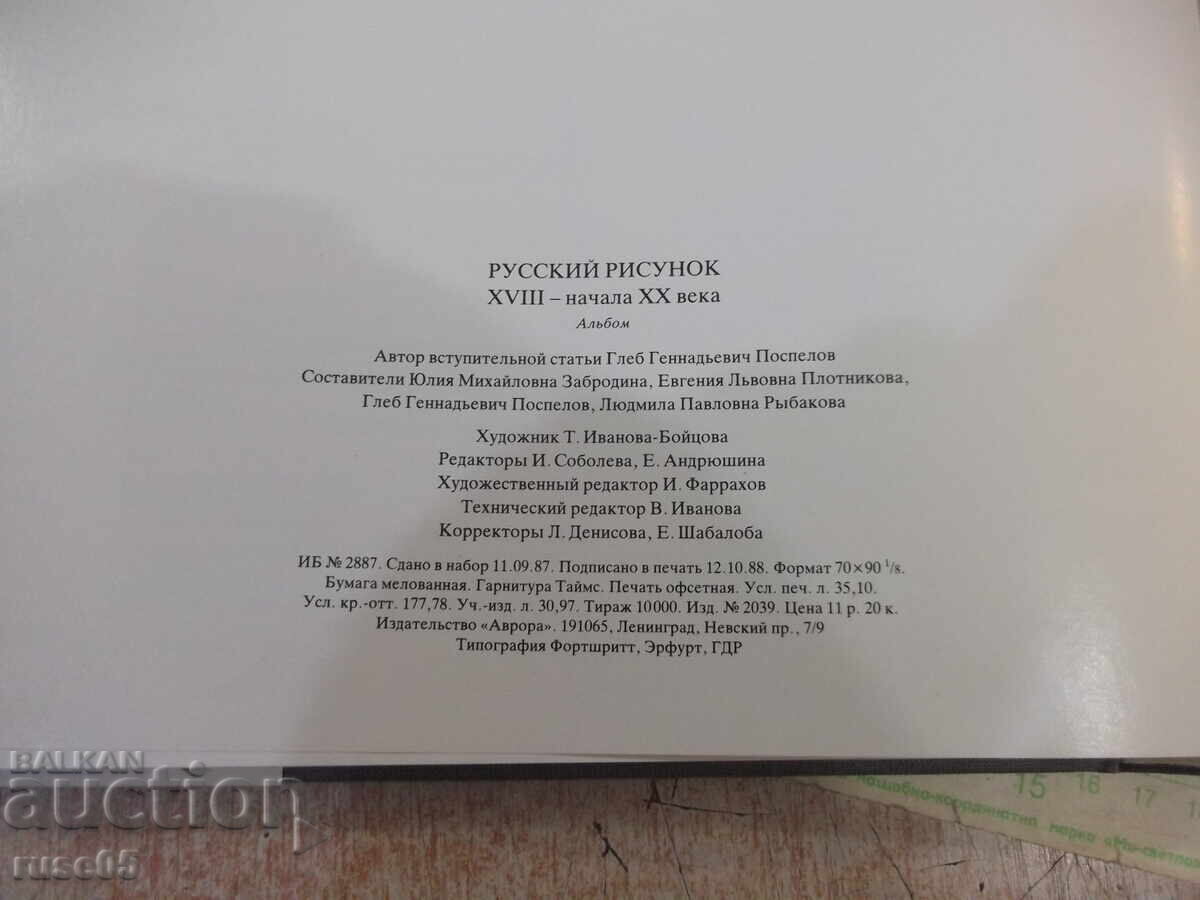 РУССКИЙ РИСУНОК
XVIII – начала XX века
Альбом
Автор вступительной статьи Глеб Геннадьевич Поспелов
Составители Юлия Михайловна Забродина, Евгения Львовна Плотникова,
Глеб Геннадьевич Поспелов, Людмила Павловна Рыбакова
Художник Т. Иванова-Бойцова
Редакторы И. Соболева, Е. Андрюшина
Художественный редактор И. Фаррахов
Технический редактор В. Иванова
Корректоры Л. Денисова, Е. Шабалоба
ИБ № 2887. Сдано в набор 11.09.87. Подписано в печать 12.10.88. Формат 70×90 1/8.
Бумага мелованная. Гарнитура Таймс. Печать офсетная. Усл. печ. л. 35,10.
Усл. кр.-отт. 177,78. Уч.-изд. л. 30,97. Тираж 10000. Изд. № 2039. Цена 11 р. 20 к.
Издательство «Аврора». 191065, Ленинград, Невский пр., 7/9
Типография Фортшритт, Эрфурт, ГДР
BALKAN
auction
ruse05
15 16 17
координатна марка